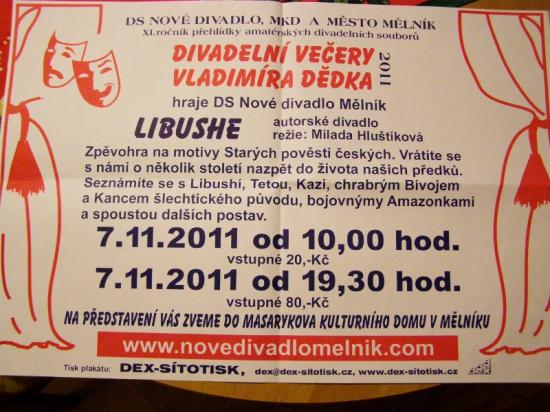 DS NOVÉ DIVADLO, MKD A MĚSTO MĚLNÍK
XI. ročník přehlídky amatérských divadelních souborů
DIVADELNÍ VEČERY
VLADIMÍRA DĚDKA
2011
hraje DS Nové divadlo Mělník
LIBUSHE
autorské divadlo
režie: Milada Hluštíková
Zpěvohra na motivy Starých pověstí českých. Vrátíte se
s námi o několik století nazpět do života našich předků.
Seznámíte se s Libuší, Tetou, Kazi, chrabrým Bivojem
a Kancem šlechtického původu, bojovnýmy Amazonkami
a spoustou dalších postav.
7.11.2011 od 10,00 hod.
vstupné 20,-Kč
7.11.2011 od 19,30 hod.
vstupné 80,-Kč
NA PŘEDSTAVENÍ VÁS ZVEME DO MASARYKOVA KULTURNÍHO DOMU V MĚLNÍKU
www.novedivadlomelnik.com
Tisk plakátu: DEX-SÍTOTISK, dex@dex-sitotisk.cz, www.dex-sitotisk.cz